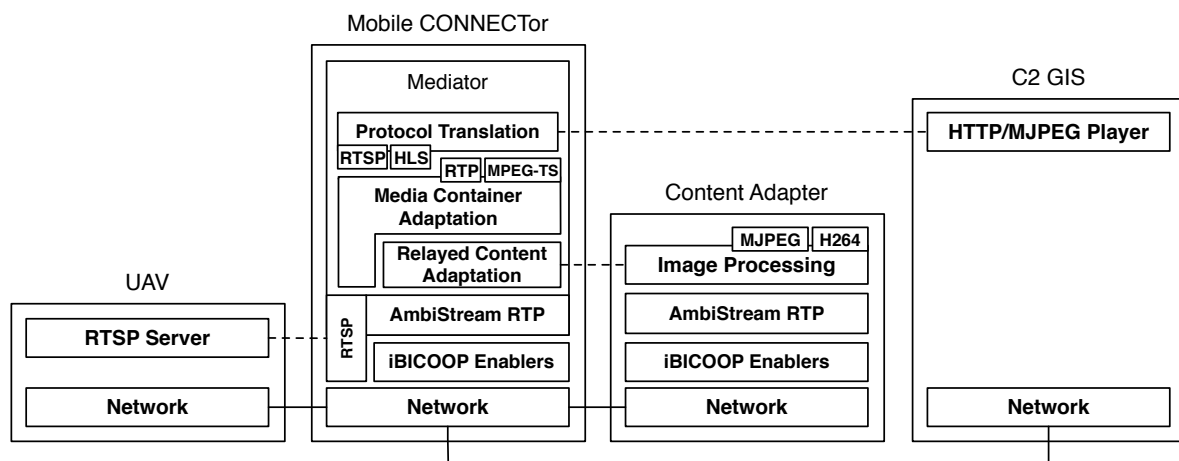 Mobile CONNECTor
Mediator
Protocol Translation
RTSP HLS
RTP MPEG-TS
Media Container
Adaptation
Relayed Content
Adaptation
RTSP
AmbiStream RTP
iBICOOP Enablers
Network
UAV
RTSP Server
Network
Content Adapter
MJPEG H264
Image Processing
AmbiStream RTP
iBICOOP Enablers
Network
C2 GIS
HTTP/MJPEG Player
Network